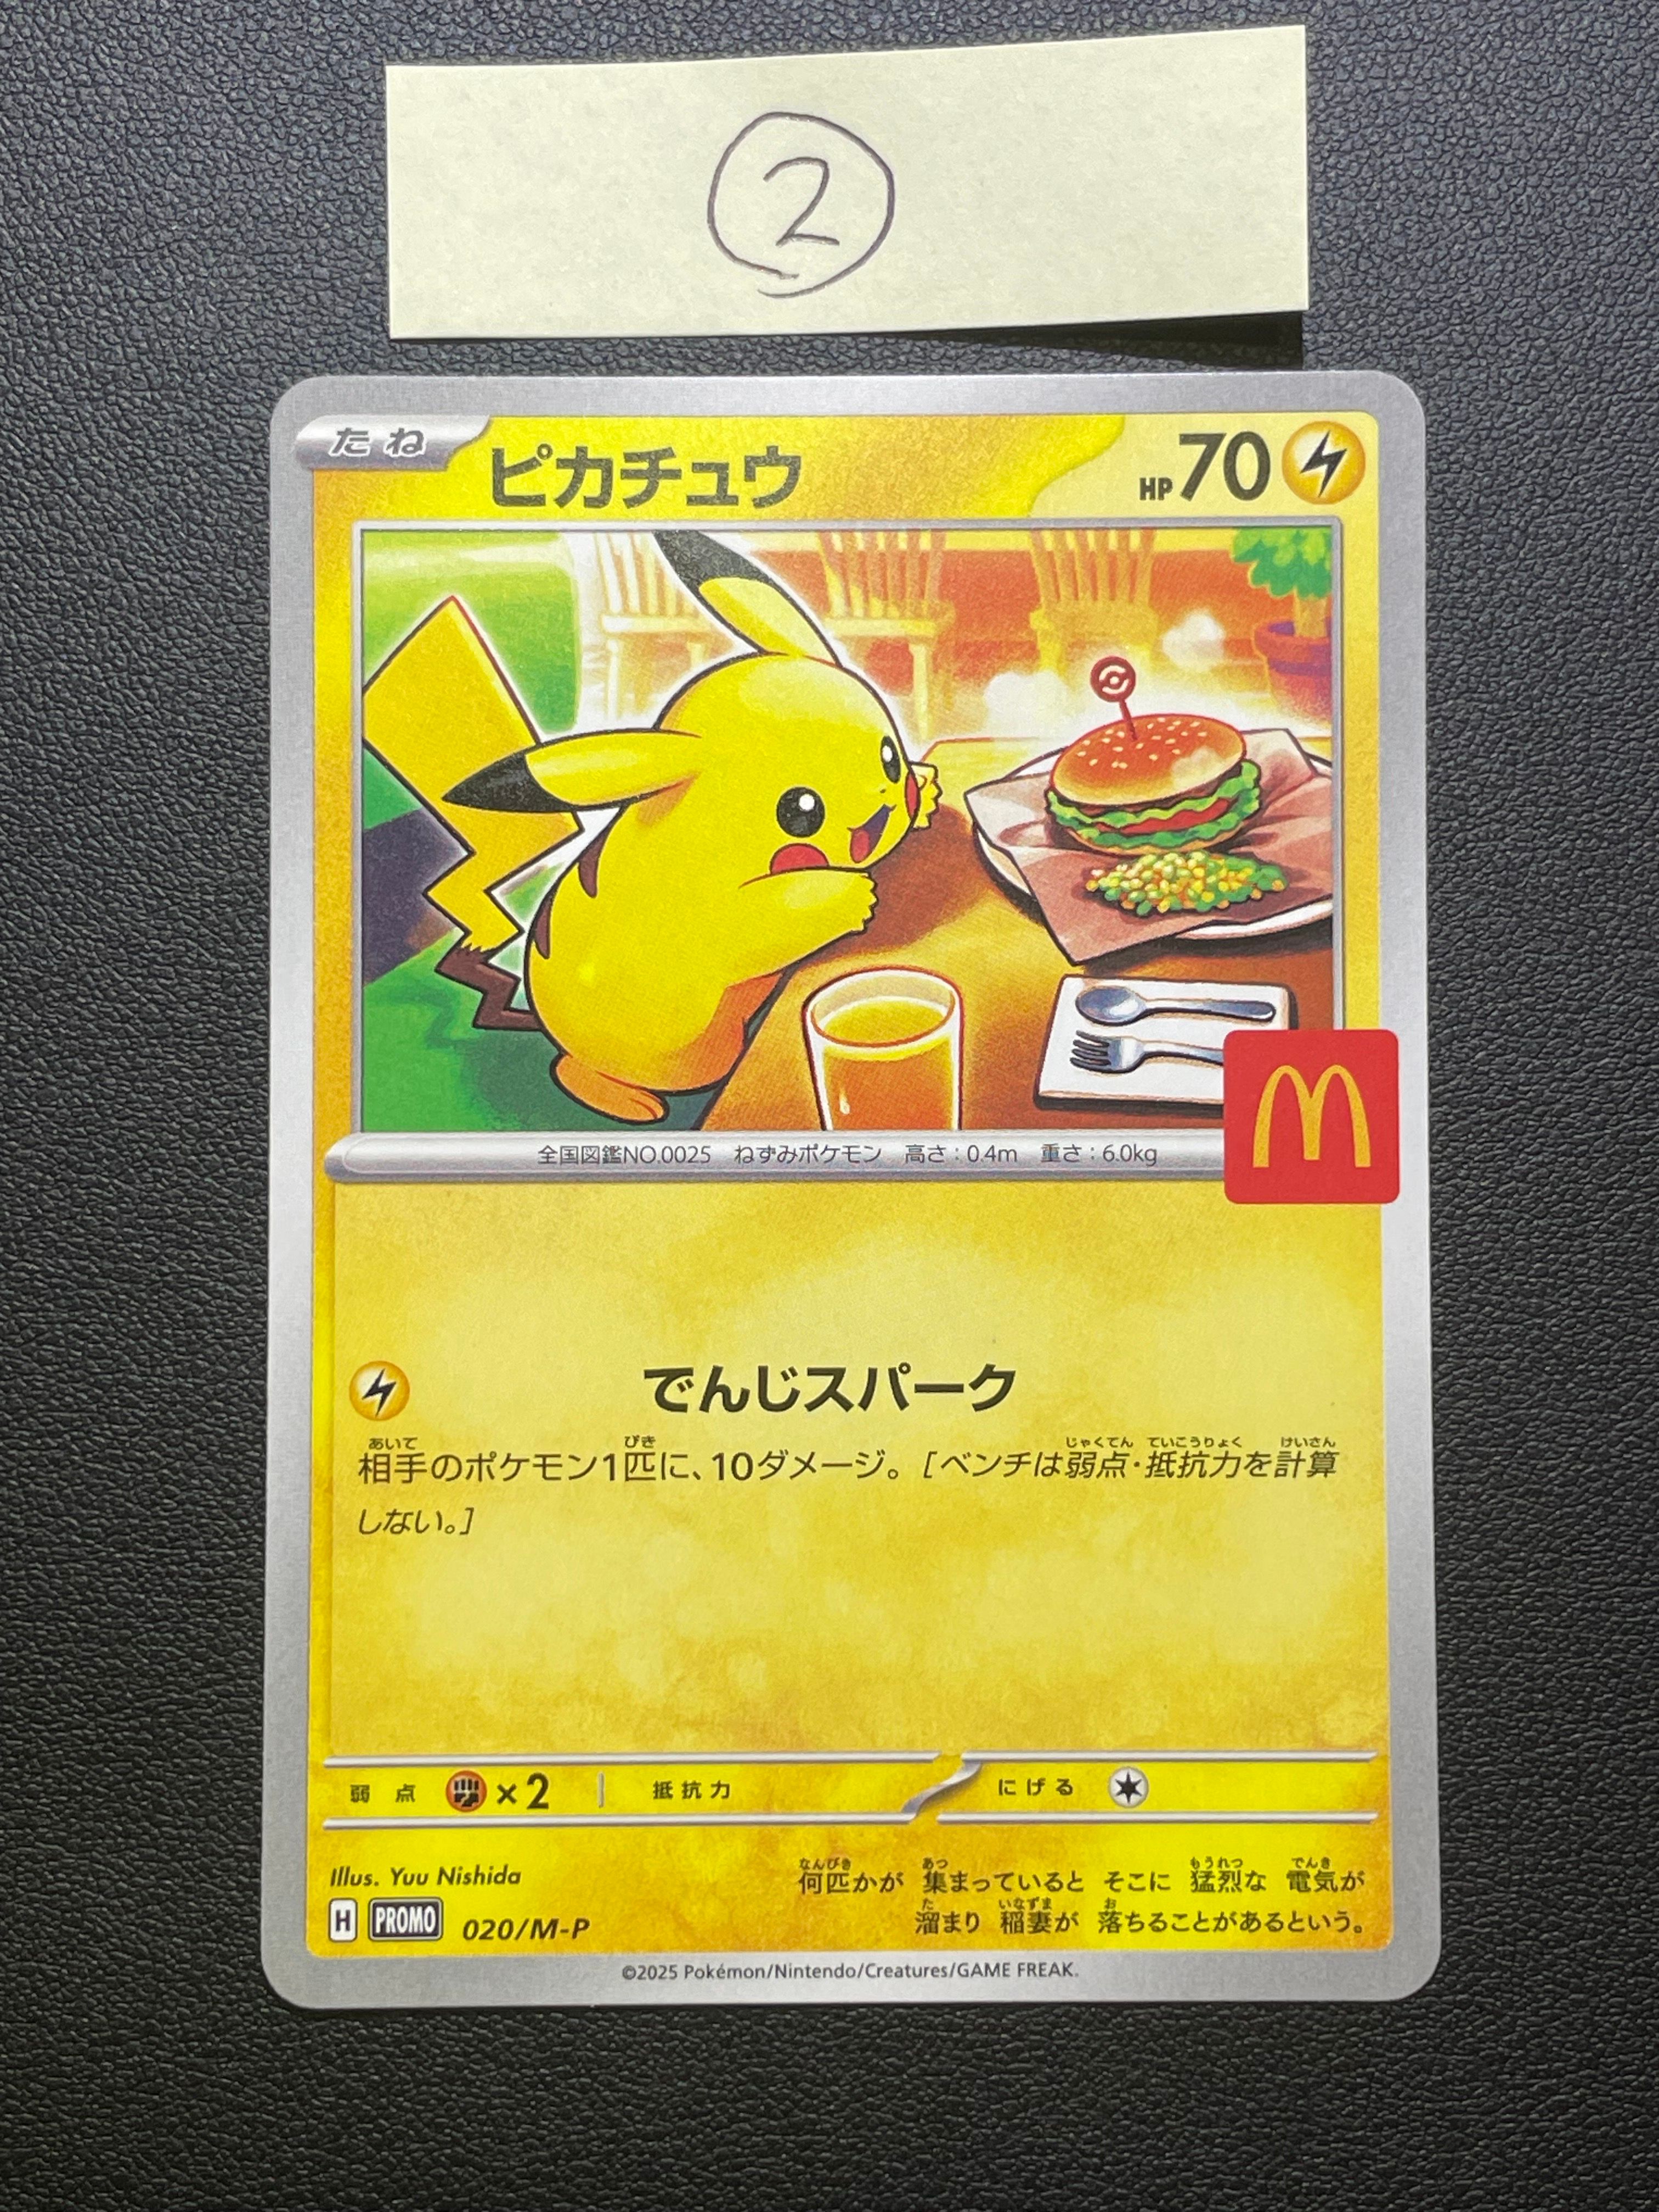 ②
たね
ピカチュウ
HP70
全国図鑑NO.0025 ねずみポケモン 高さ:0.4m 重さ:6.0kg
M
でんじスパーク
あいて びき じゃくてん ていこうりょく けいさん
相手のポケモン1匹に、10ダメージ。[ベンチは弱点・抵抗力を計算
しない。]
弱点 ×2 抵抗力 にげる
Illus. Yuu Nishida
なんびき あつ もうれつ でんき
何匹かが 集まっていると そこに 猛烈な 電気が
た いなずま お
溜まり 稲妻が 落ちることがあるという。
H PROMO 020/M-P
©2025 Pokémon/Nintendo/Creatures/GAME FREAK.